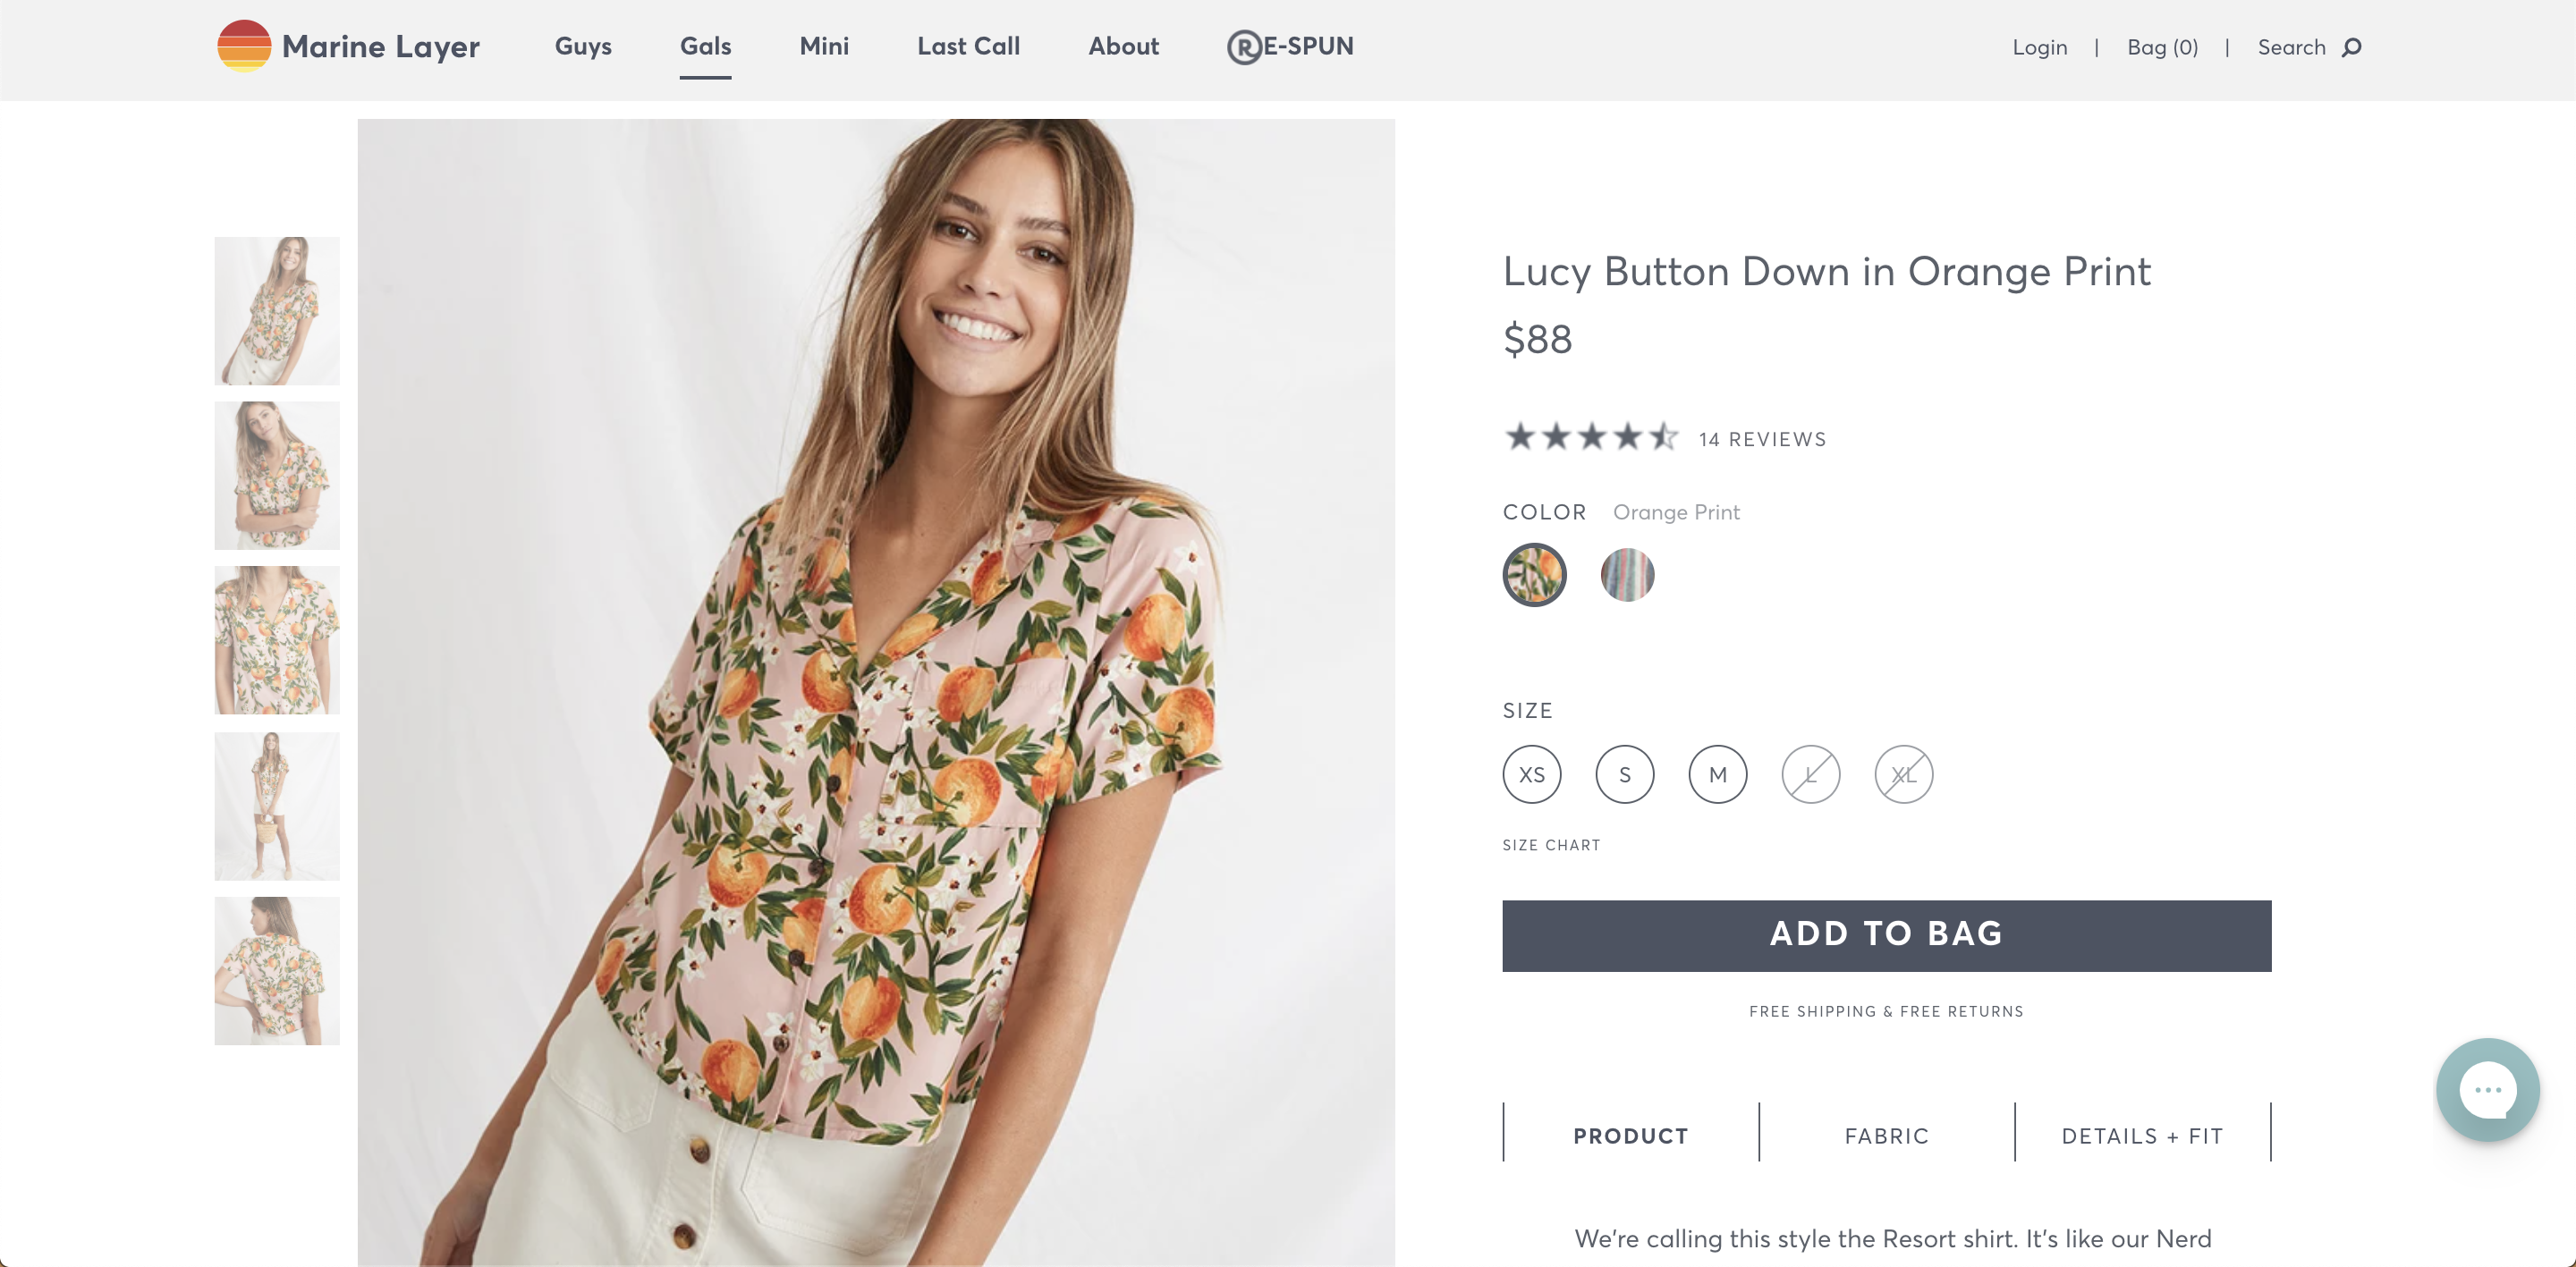 Marine Layer
Guys
Gals
Mini
Last Call
About
®E-SPUN
Login | Bag (0) | Search
Lucy Button Down in Orange Print
$88
14 REVIEWS
COLOR Orange Print
SIZE
XS S M L XL
SIZE CHART
ADD TO BAG
FREE SHIPPING & FREE RETURNS
PRODUCT
FABRIC
DETAILS + FIT
We're calling this style the Resort shirt. It's like our Nerd